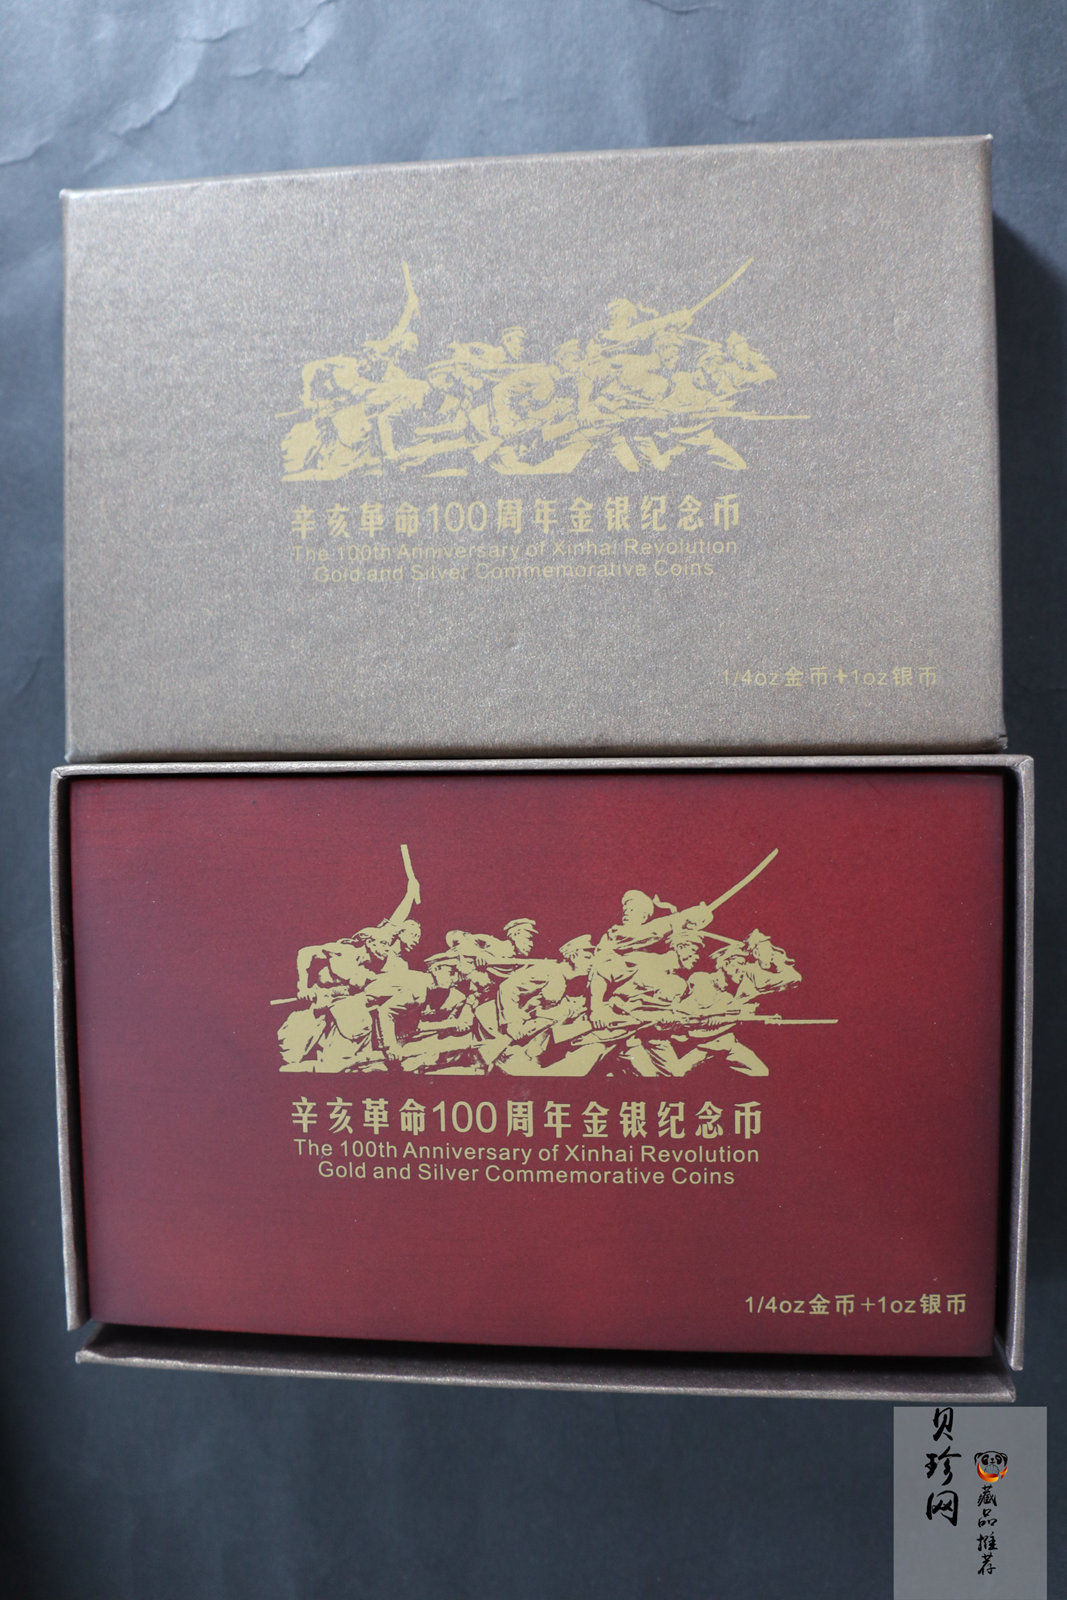 辛亥革命100周年金银纪念币
The 100th Anniversary of Xinhai Revolution
Gold and Silver Commemorative Coins
1/4oz金币+1oz银币
辛亥革命100周年金银纪念币
The 100th Anniversary of Xinhai Revolution
Gold and Silver Commemorative Coins
1/4oz金币+1oz银币
贝珍网
藏品推荐